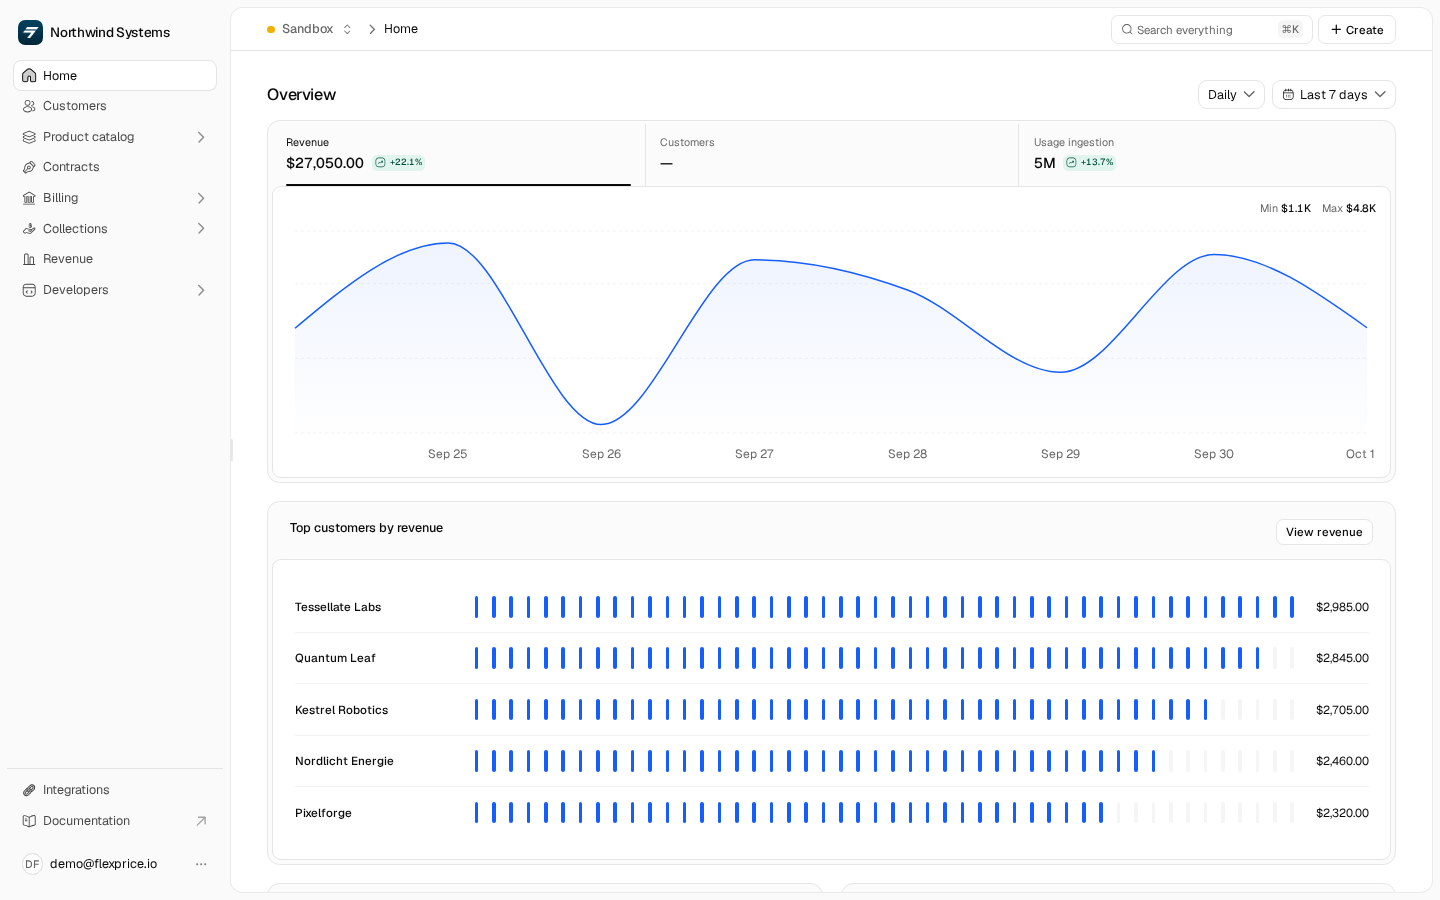 Northwind Systems
Home
Customers
Product catalog
Contracts
Billing
Collections
Revenue
Developers
Integrations
Documentation
DF
demo@flexprice.io
Sandbox
Home
Search everything
⌘K
Create
Overview
Daily
Last 7 days
Revenue
$27,050.00
+22.1%
Customers
—
Usage ingestion
5M
+13.7%
Min $1.1K Max $4.8K
Sep 25 Sep 26 Sep 27 Sep 28 Sep 29 Sep 30 Oct 1
Top customers by revenue
View revenue
Tessellate Labs $2,985.00
Quantum Leaf $2,845.00
Kestrel Robotics $2,705.00
Nordlicht Energie $2,460.00
Pixelforge $2,320.00